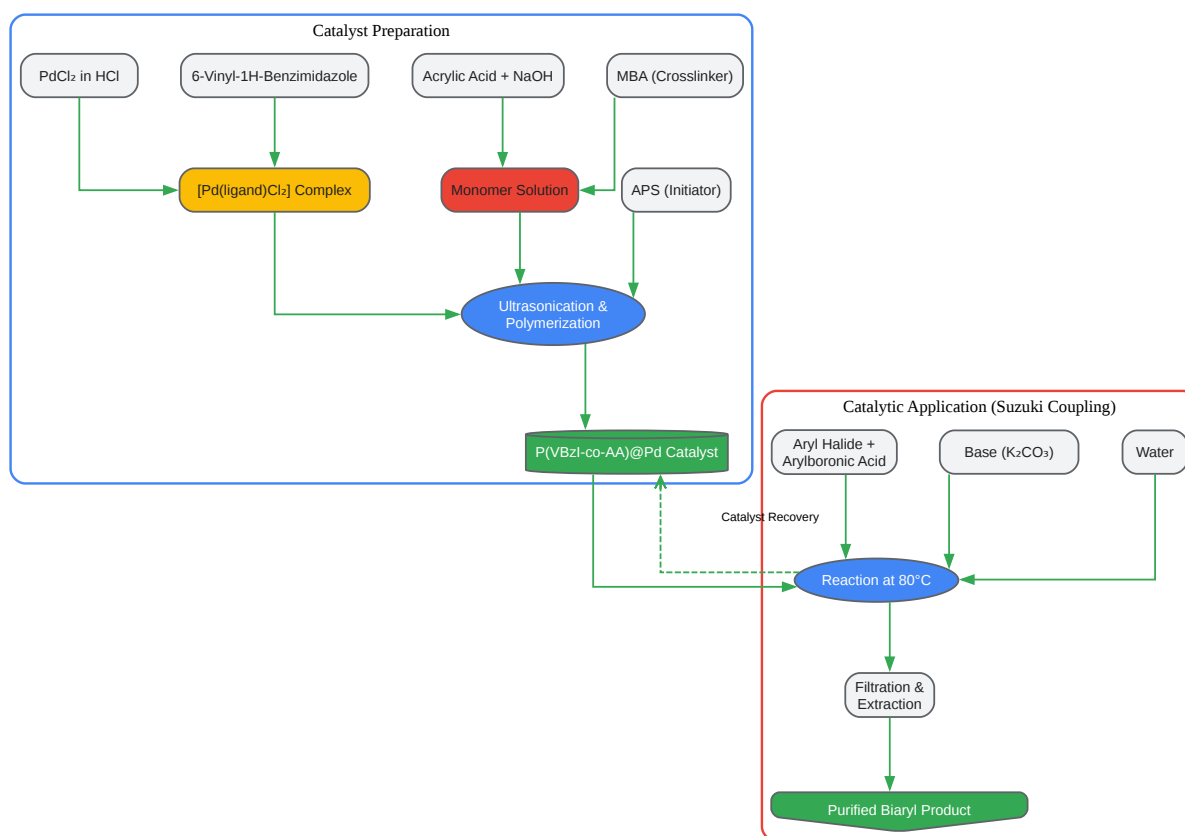 Catalyst Preparation
PdCl₂ in HCl
6-Vinyl-1H-Benzimidazole
Acrylic Acid + NaOH
MBA (Crosslinker)
[Pd(ligand)Cl₂] Complex
Monomer Solution
APS (Initiator)
Ultrasonication &
Polymerization
P(VBzI-co-AA)@Pd Catalyst
Catalytic Application (Suzuki Coupling)
Aryl Halide +
Arylboronic Acid
Base (K₂CO₃)
Water
Catalyst Recovery
Reaction at 80°C
Filtration &
Extraction
Purified Biaryl Product